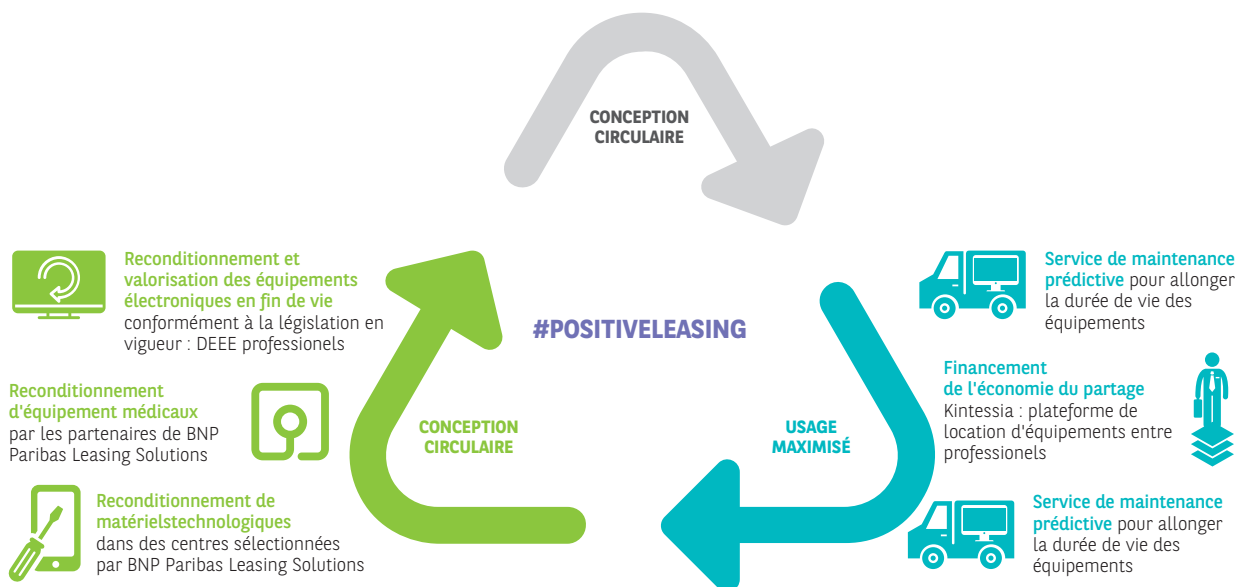 CONCEPTION
CIRCULAIRE
Reconditionnement et
valorisation des équipements
électroniques en fin de vie
conformément à la législation en
vigueur : DEEE professionels
Reconditionnement
d'équipement médicaux
par les partenaires de BNP
Paribas Leasing Solutions
Reconditionnement de
matérielstechnologiques
dans des centres sélectionnées
par BNP Paribas Leasing Solutions
CONCEPTION
CIRCULAIRE
#POSITIVELEASING
USAGE
MAXIMISÉ
Service de maintenance
prédictive pour allonger
la durée de vie des
équipements
Financement
de l'économie du partage
Kintessia : plateforme de
location d'équipements entre
professionels
Service de maintenance
prédictive pour allonger
la durée de vie des
équipements